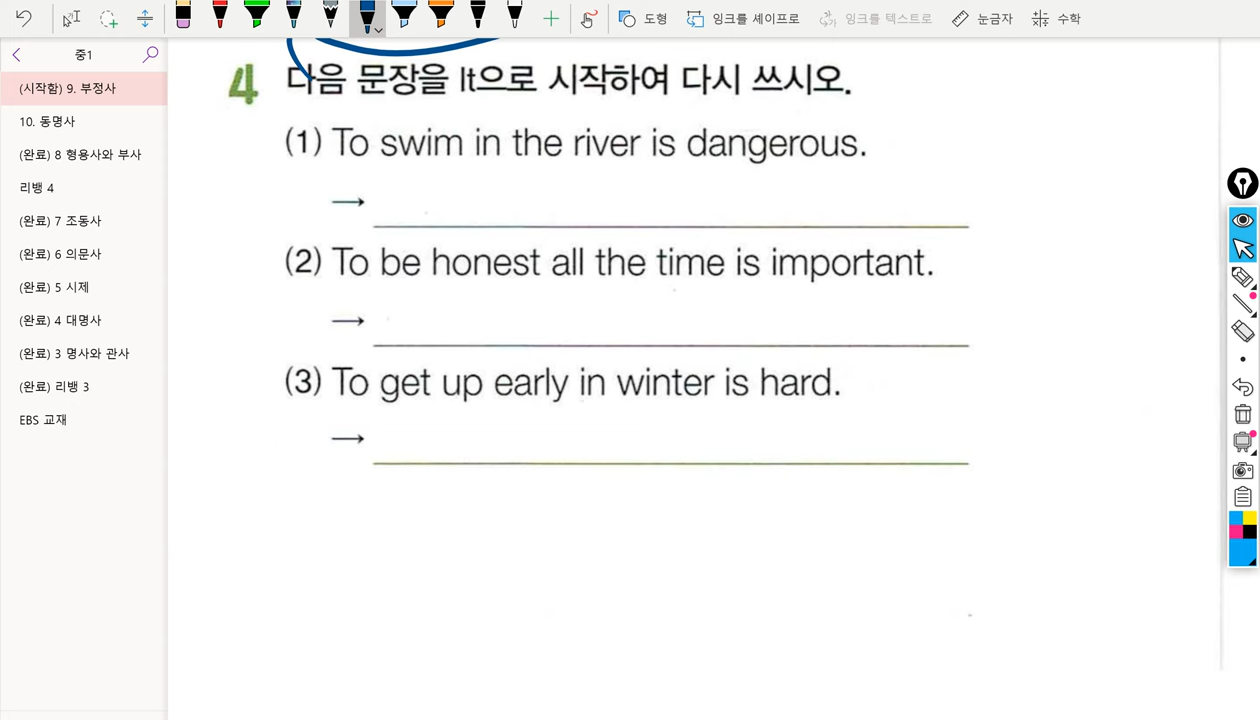 도형
잉크를 셰이프로
잉크를 텍스트로
눈금자
수학
중1
(시작함) 9. 부정사
10. 동명사
(완료) 8 형용사와 부사
리뱅 4
(완료) 7 조동사
(완료) 6 의문사
(완료) 5 시제
(완료) 4 대명사
(완료) 3 명사와 관사
(완료) 리뱅 3
EBS 교재
4 다음 문장을 It으로 시작하여 다시 쓰시오.
(1) To swim in the river is dangerous.
→
(2) To be honest all the time is important.
→
(3) To get up early in winter is hard.
→